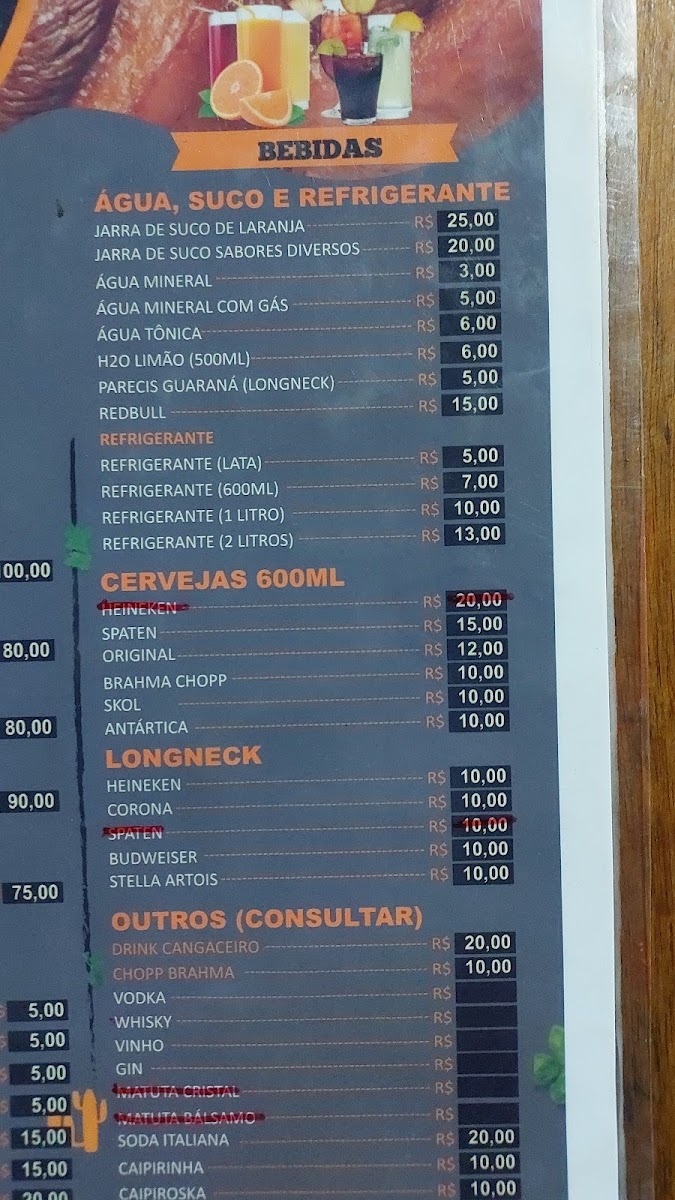 BEBIDAS
ÁGUA, SUCO E REFRIGERANTE
JARRA DE SUCO DE LARANJA R$ 25,00
JARRA DE SUCO SABORES DIVERSOS R$ 20,00
ÁGUA MINERAL R$ 3,00
ÁGUA MINERAL COM GÁS R$ 5,00
ÁGUA TÔNICA R$ 6,00
H2O LIMÃO (500ML) R$ 6,00
PARECIS GUARANÁ (LONGNECK) R$ 5,00
REDBULL R$ 15,00
REFRIGERANTE
REFRIGERANTE (LATA) R$ 5,00
REFRIGERANTE (600ML) R$ 7,00
REFRIGERANTE (1 LITRO) R$ 10,00
REFRIGERANTE (2 LITROS) R$ 13,00
CERVEJAS 600ML
HEINEKEN R$ 20,00
SPATEN R$ 15,00
ORIGINAL R$ 12,00
BRAHMA CHOPP R$ 10,00
SKOL R$ 10,00
ANTÁRTICA R$ 10,00
LONGNECK
HEINEKEN R$ 10,00
CORONA R$ 10,00
SPATEN R$ 10,00
BUDWEISER R$ 10,00
STELLA ARTOIS R$ 10,00
OUTROS (CONSULTAR)
DRINK CANGACEIRO R$ 20,00
CHOPP BRAHMA R$ 10,00
VODKA R$
WHISKY R$
VINHO R$
GIN R$
MATUTA CRISTAL R$
MATUTA BÁLSAMO R$
SODA ITALIANA R$ 20,00
CAIPIRINHA R$ 10,00
CAIPIROSKA R$ 10,00
00,00
80,00
80,00
90,00
75,00
5,00
5,00
5,00
5,00
15,00
15,00
20,00